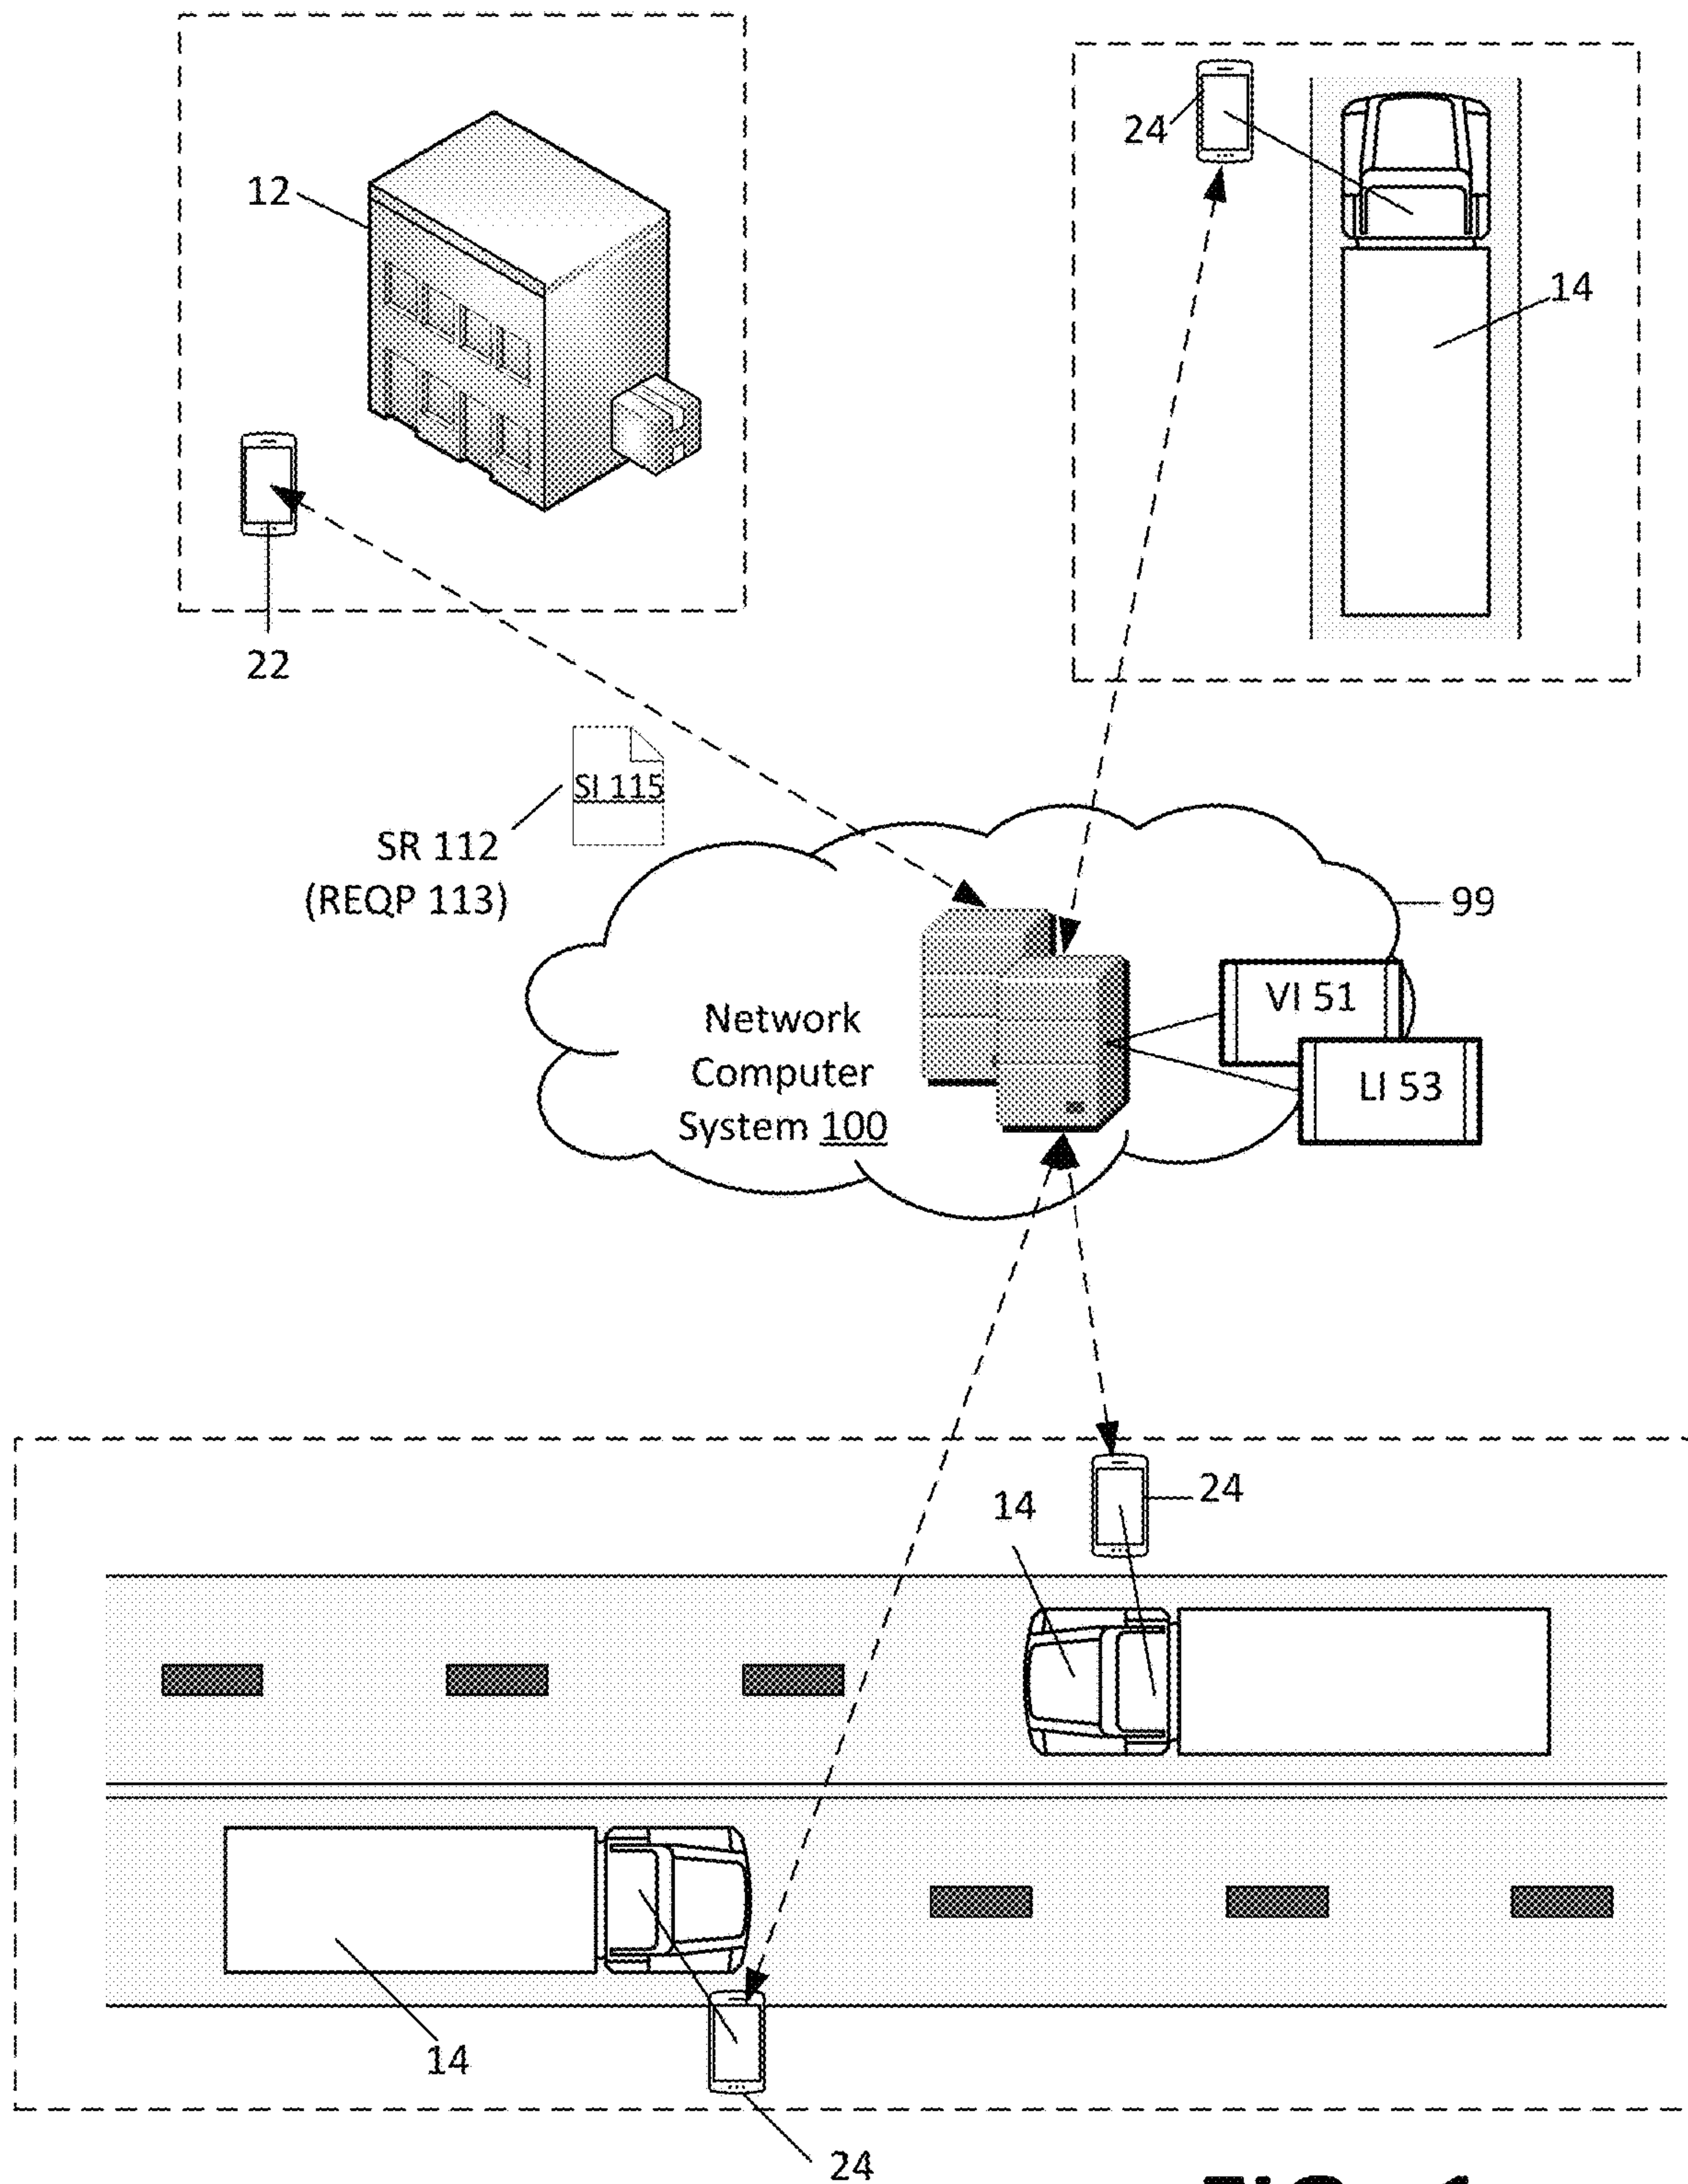 12
24
14
22
SI 115
SR 112
(REQP 113)
99
VI 51
Network
Computer
System 100
LI 53
24
14
14
24